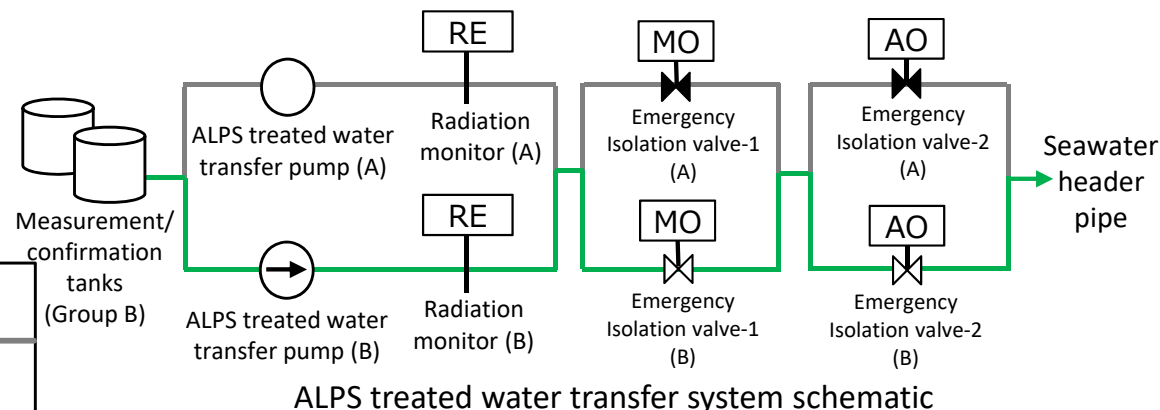 RE
MO
AO
ALPS treated water
transfer pump (A)
Radiation
monitor (A)
Emergency
Isolation valve-1
(A)
Emergency
Isolation valve-2
(A)
Seawater
header
pipe
Measurement/
confirmation
tanks
(Group B)
RE
MO
AO
ALPS treated water
transfer pump (B)
Radiation
monitor (B)
Emergency
Isolation valve-1
(B)
Emergency
Isolation valve-2
(B)
ALPS treated water transfer system schematic